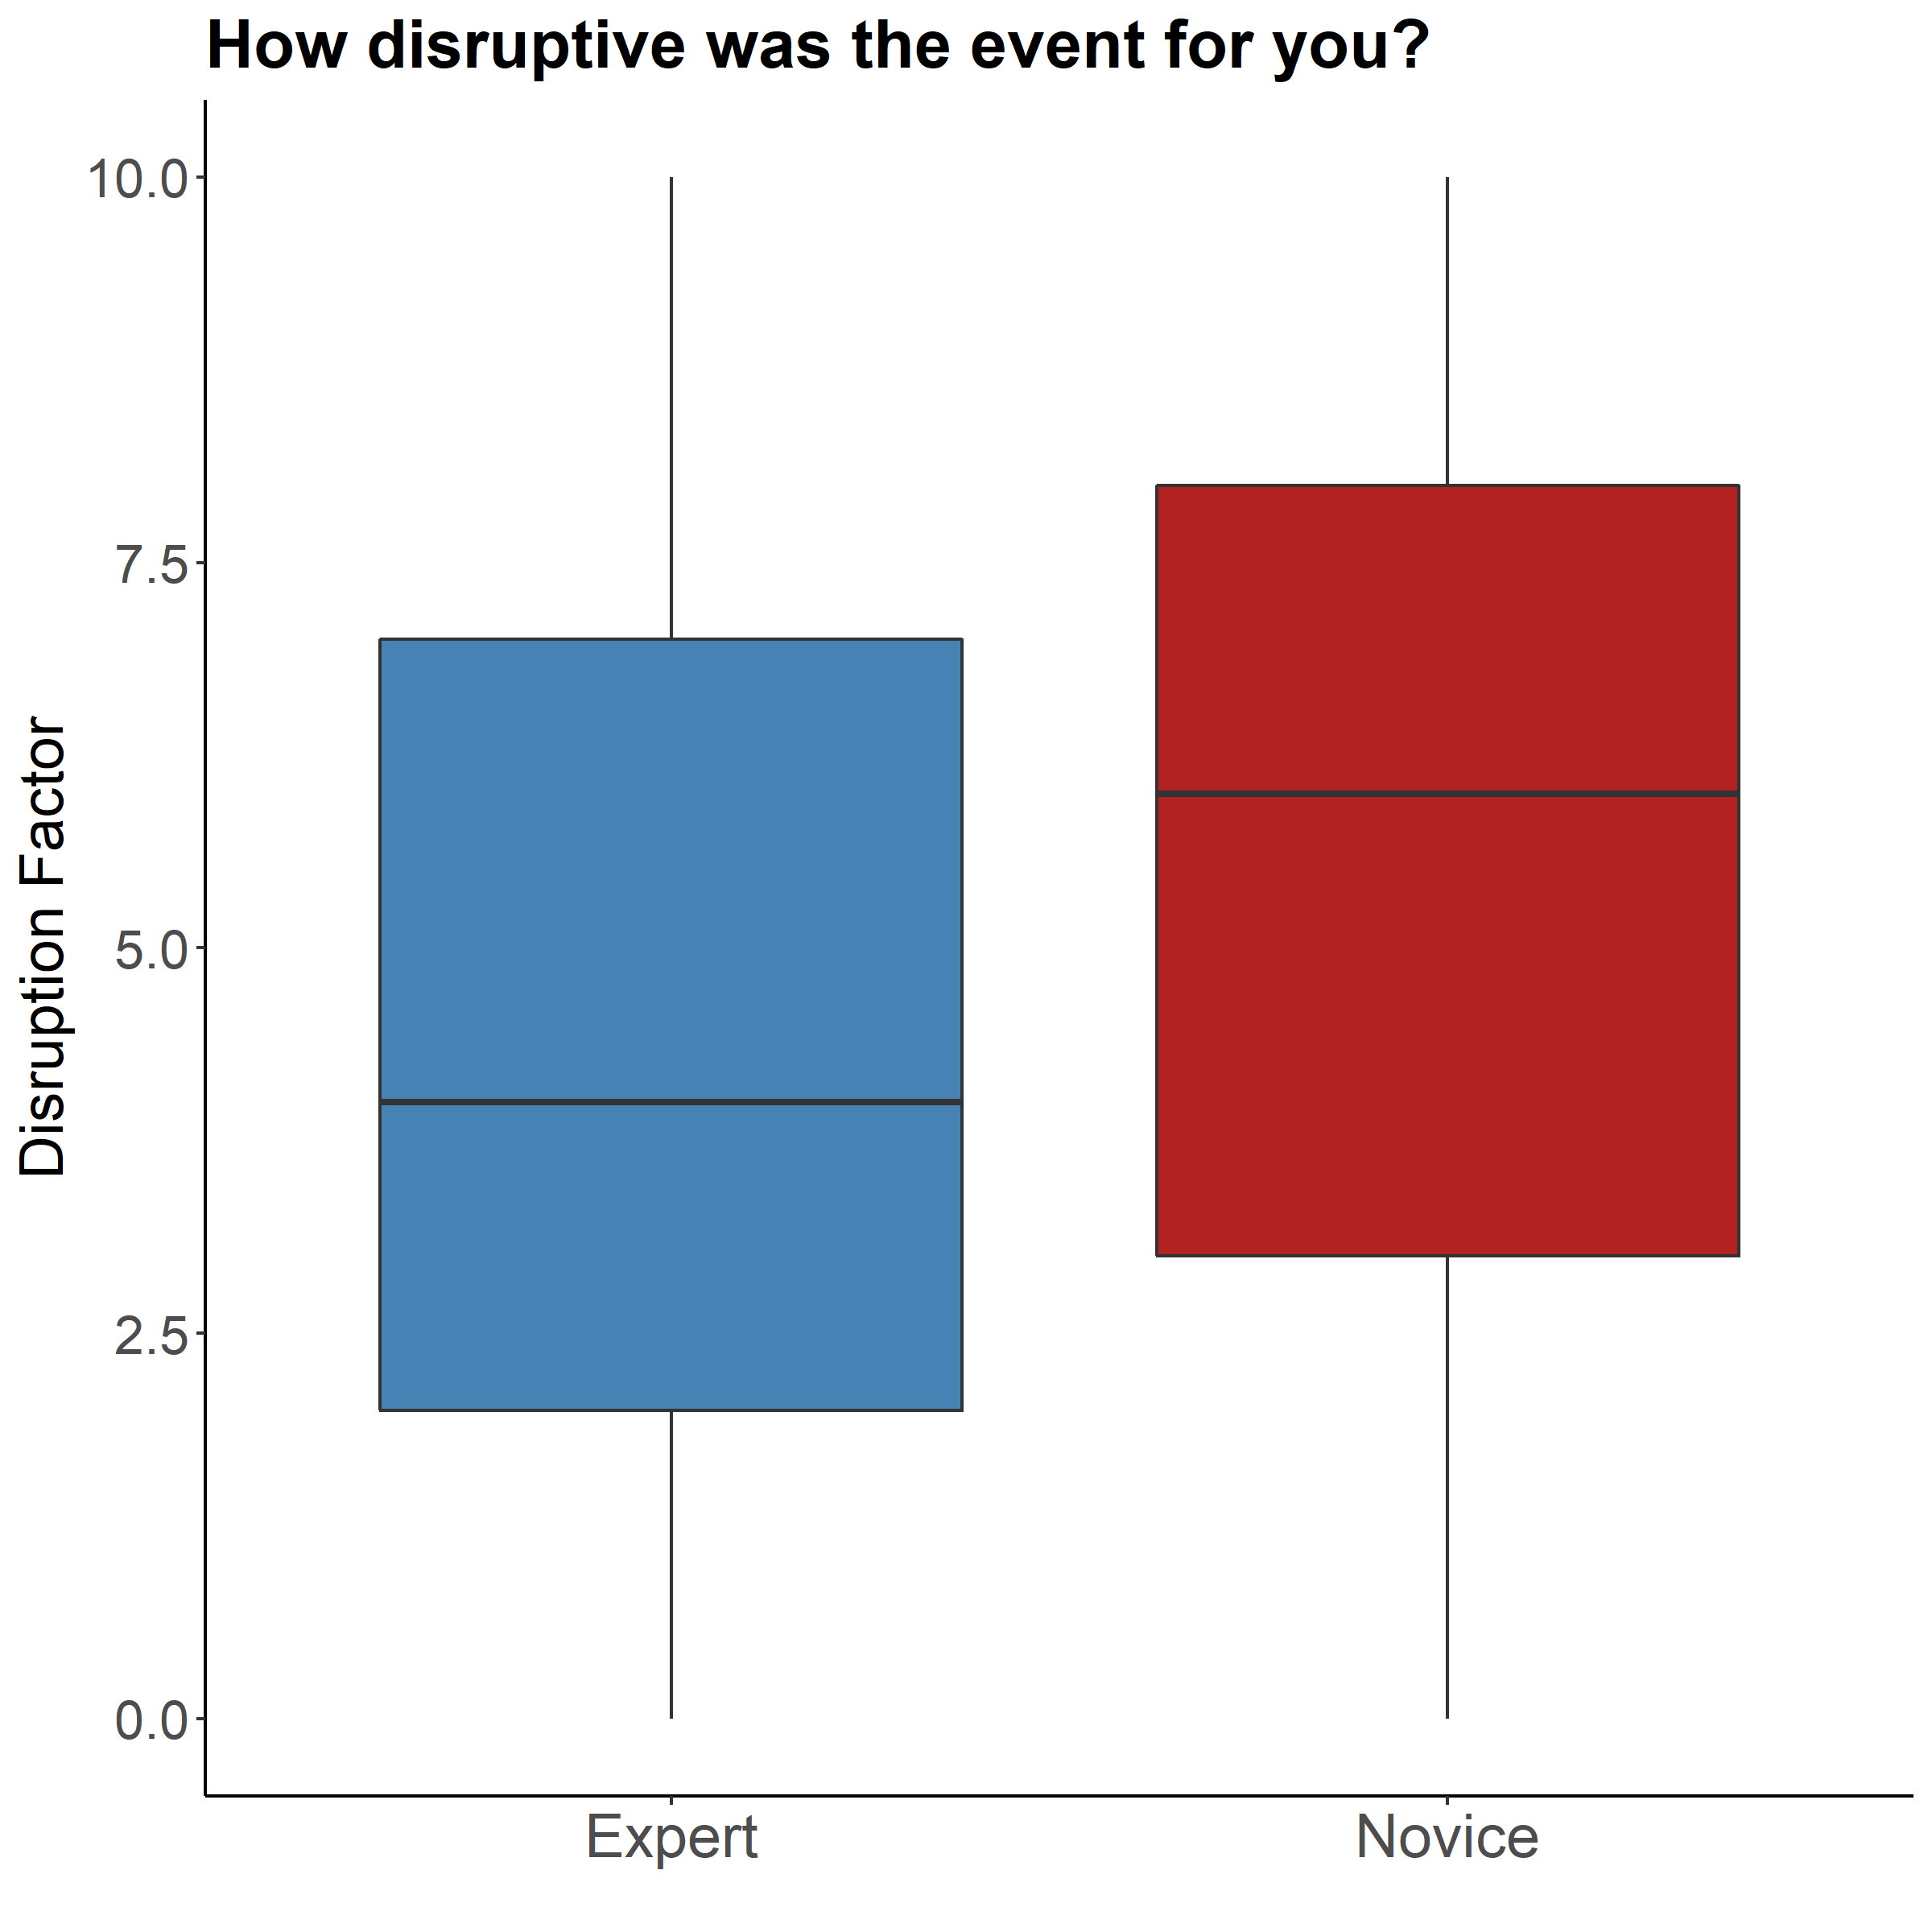 How disruptive was the event for you?
Disruption Factor
10.0
7.5
5.0
2.5
0.0
Expert
Novice